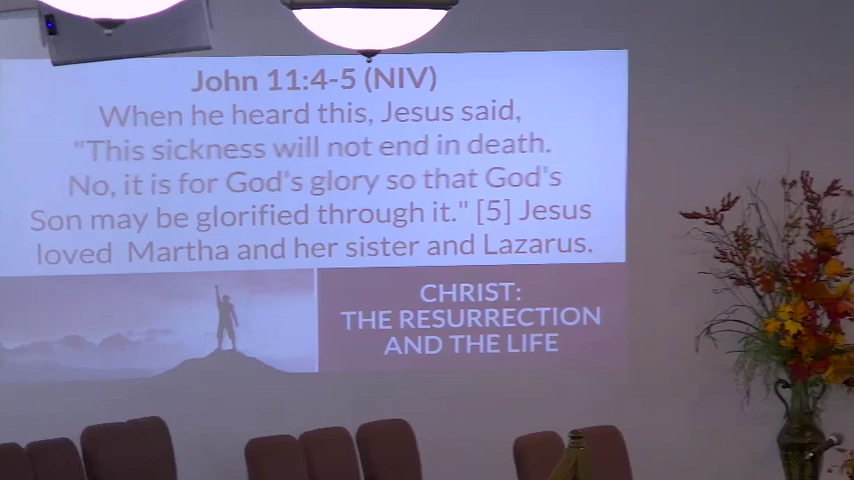 John 11:4-5 (NIV)
When he heard this, Jesus said,
"This sickness will not end in death.
No, it is for God's glory so that God's
Son may be glorified through it." [5] Jesus
loved Martha and her sister and Lazarus.
CHRIST:
THE RESURRECTION
AND THE LIFE